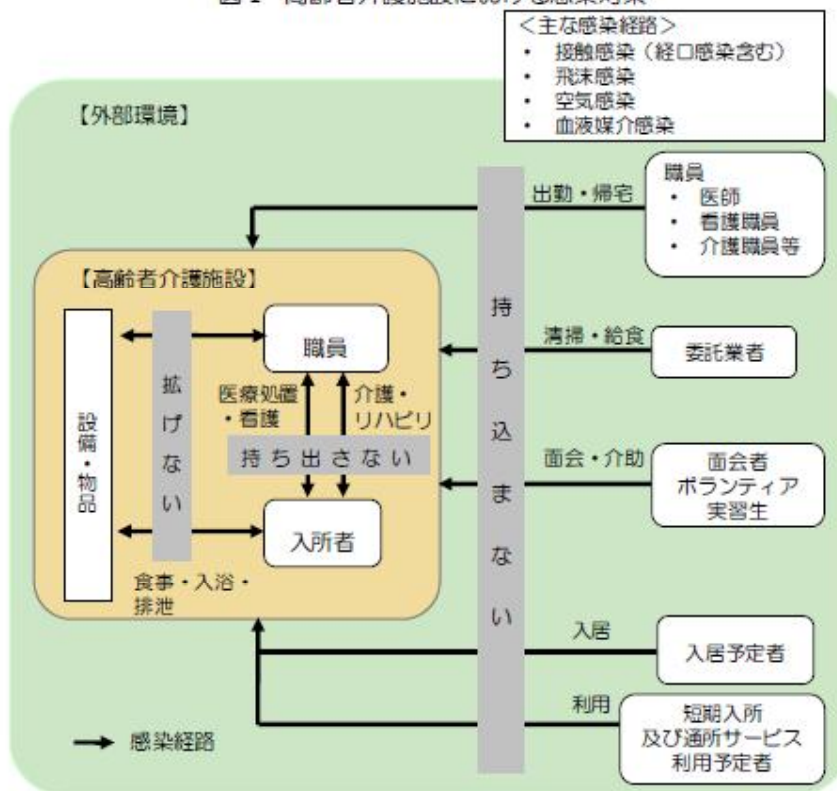 図1 高齢者介護施設における感染対策
＜主な感染経路＞
・ 接触感染（経口感染含む）
・ 飛沫感染
・ 空気感染
・ 血液媒介感染
【外部環境】
職員
・ 医師
・ 看護職員
・ 介護職員等
出勤・帰宅
【高齢者介護施設】
持ち込まない
職員
清掃・給食
委託業者
拡げない
医療処置
・看護
介護・
リハビリ
設備・物品
持ち出さない
面会・介助
面会者
ボランティア
実習生
入所者
食事・入浴・
排泄
入居
入居予定者
利用
短期入所
及び通所サービス
利用予定者
感染経路